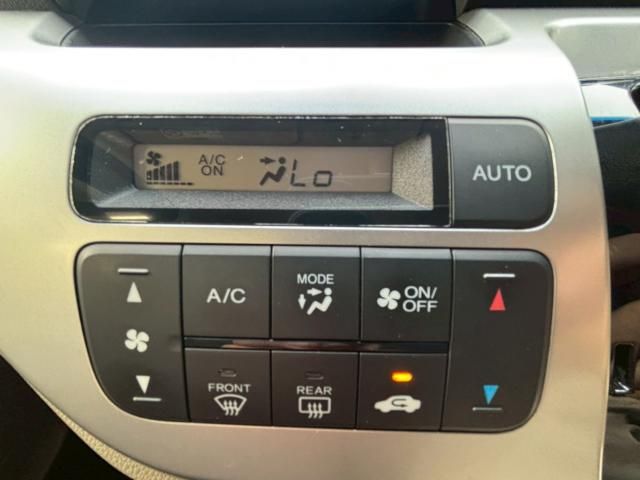 A/C
ON
Lo
AUTO
A/C
MODE
ON/
OFF
FRONT
REAR